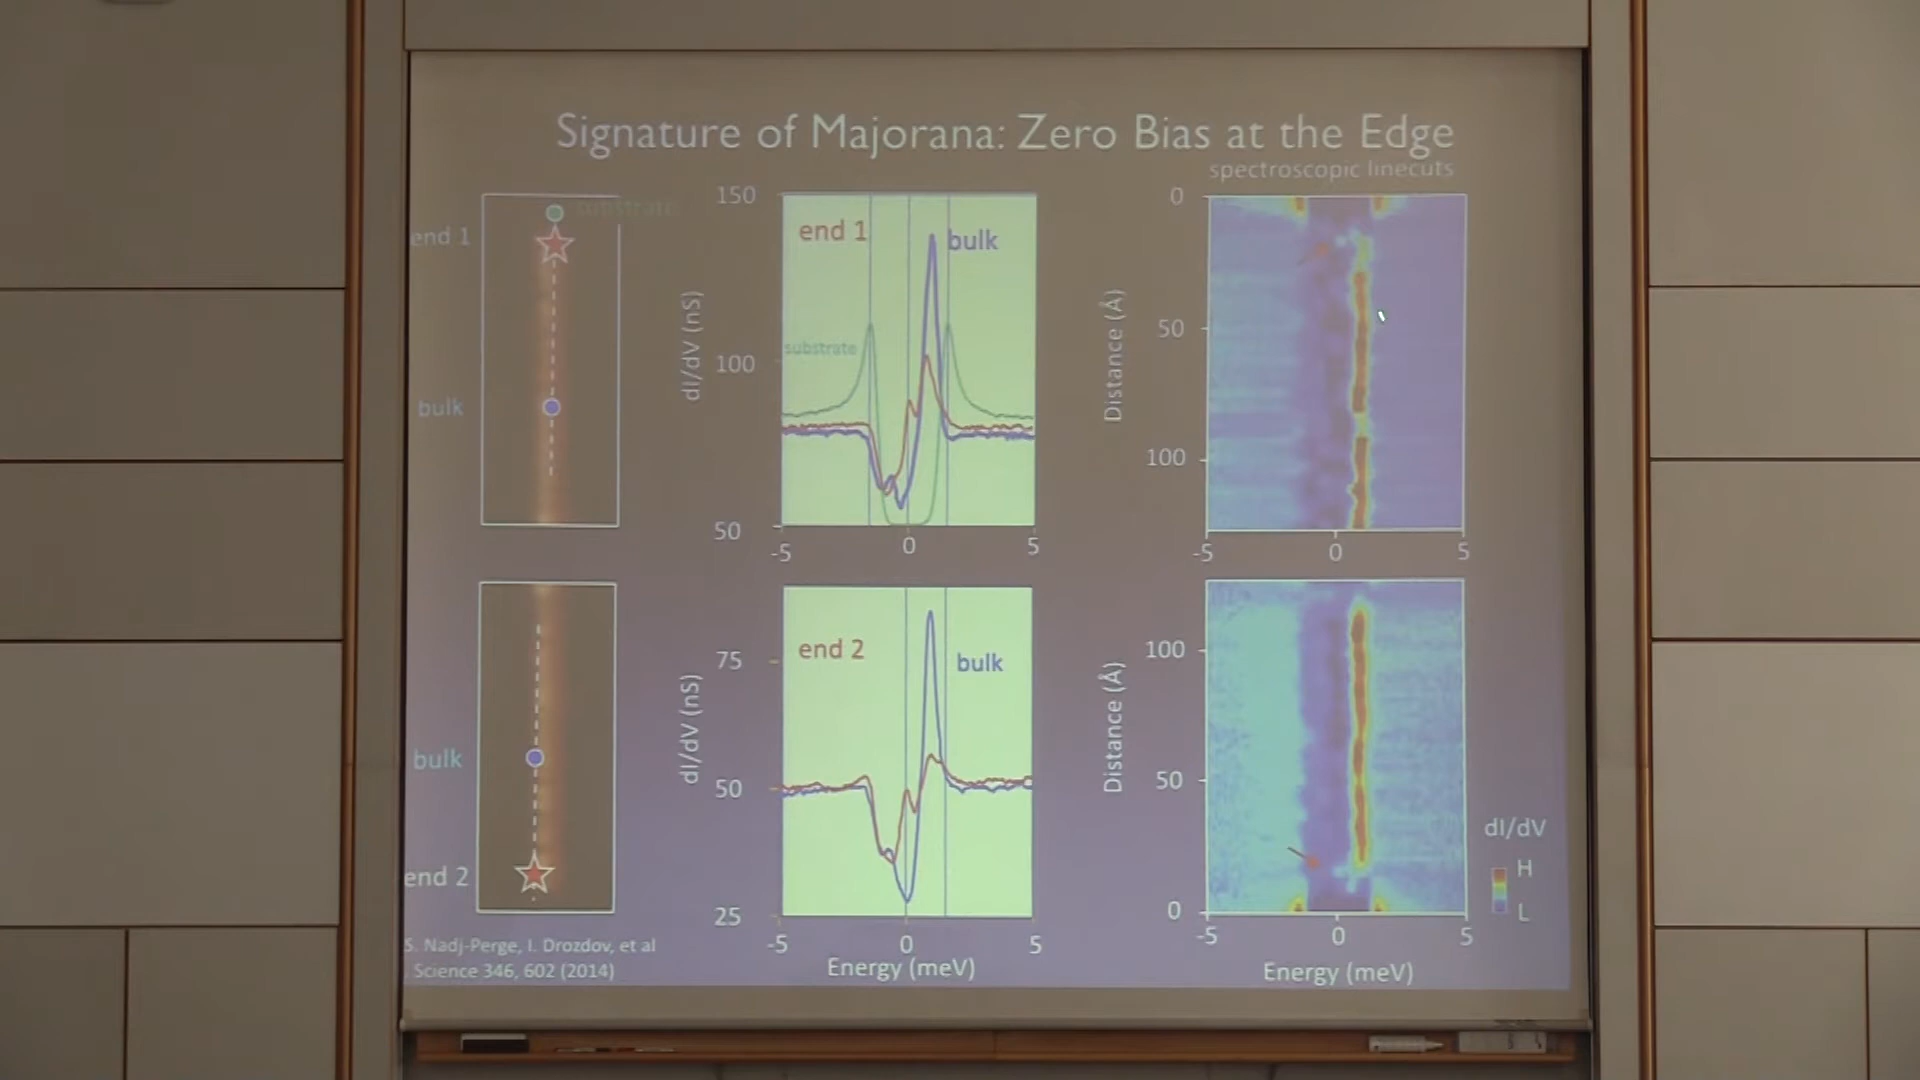 Signature of Majorana: Zero Bias at the Edge
spectroscopic linecuts
substrate
end 1
bulk
150
100
50
dI/dV (nS)
end 1
bulk
substrate
-5 0 5
0
50
100
Distance (Å)
-5 0 5
bulk
end 2
75
50
25
dI/dV (nS)
end 2
bulk
-5 0 5
Energy (meV)
100
50
0
Distance (Å)
-5 0 5
Energy (meV)
dI/dV
H
L
S. Nadj-Perge, I. Drozdov, et al
Science 346, 602 (2014)